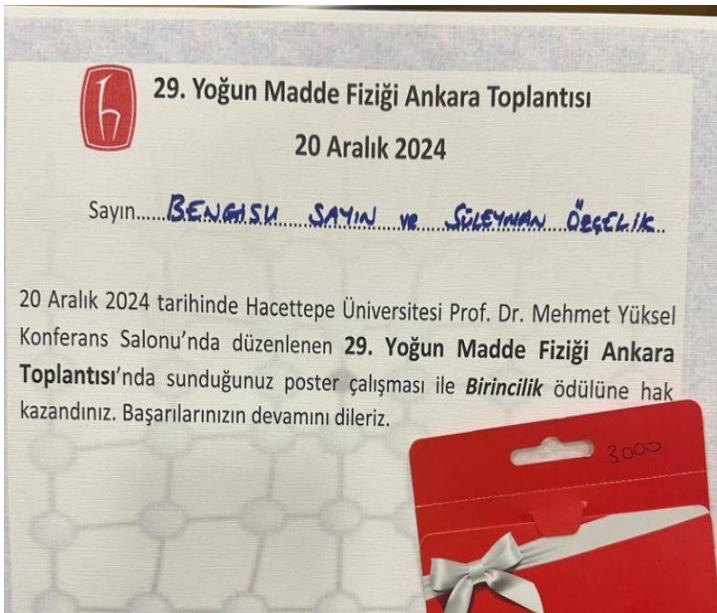 29. Yoğun Madde Fiziği Ankara Toplantısı
20 Aralık 2024
Sayın.....BENGİSU SAYIN ve SÜLEYMAN ÖZÇELİK..
20 Aralık 2024 tarihinde Hacettepe Üniversitesi Prof. Dr. Mehmet Yüksel
Konferans Salonu’nda düzenlenen 29. Yoğun Madde Fiziği Ankara
Toplantısı’nda sunduğunuz poster çalışması ile Birincilik ödülüne hak
kazandınız. Başarılarınızın devamını dileriz.
3000